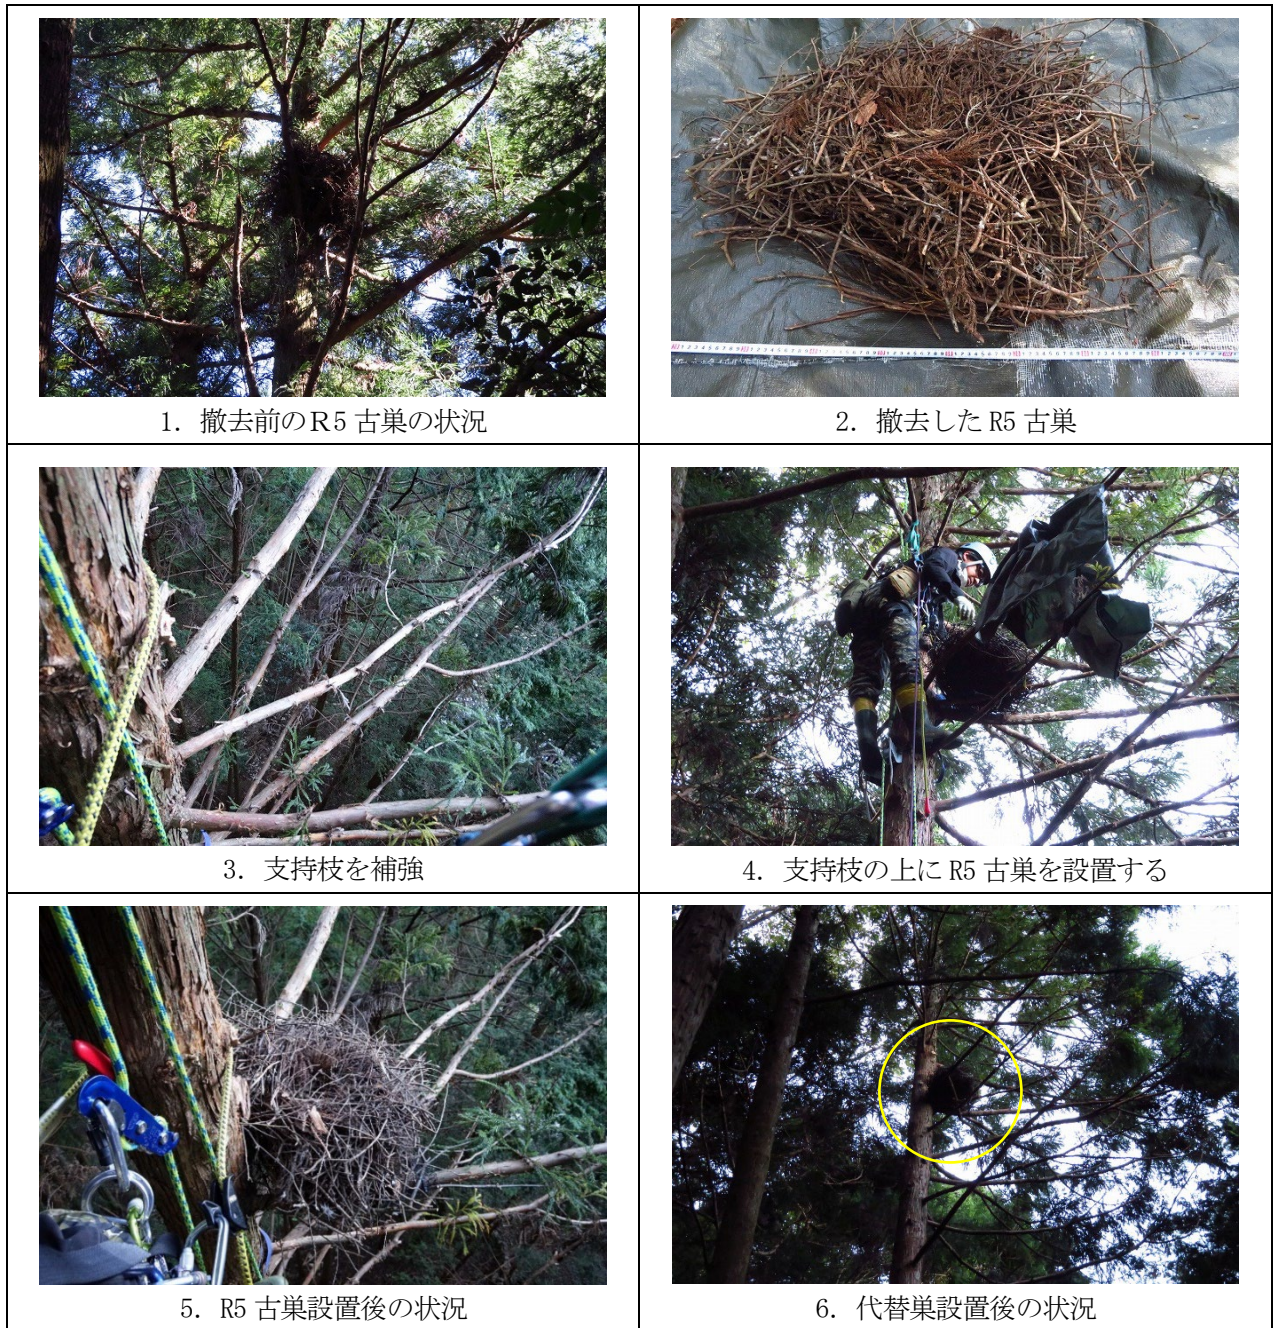 1. 撤去前のＲ5 古巣の状況
2. 撤去した R5 古巣
3. 支持枝を補強
4. 支持枝の上に R5 古巣を設置する
5. R5 古巣設置後の状況
6. 代替巣設置後の状況